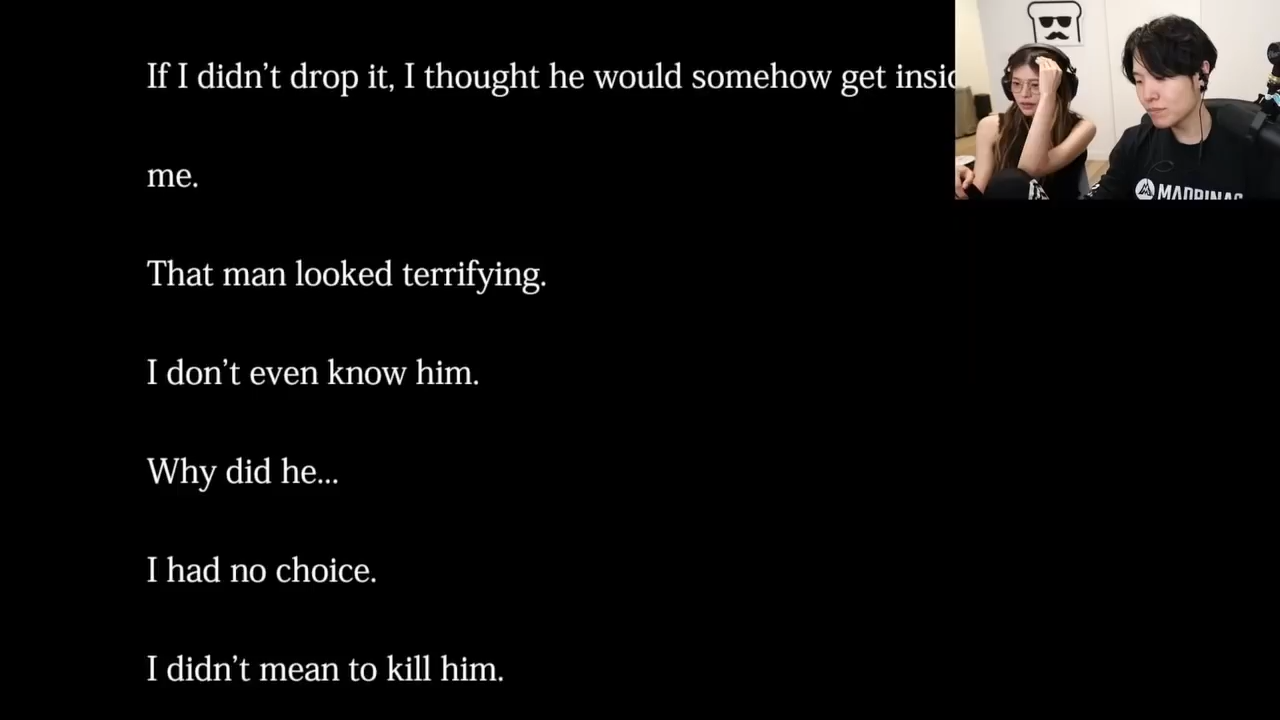 If I didn't drop it, I thought he would somehow get
me.
That man looked terrifying.
I don't even know him.
Why did he...
I had no choice.
I didn't mean to kill him.
MADRINAS